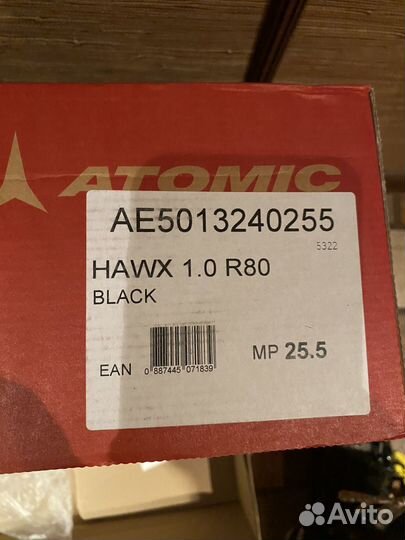 ATOMIC
AE5013240255
5322
HAWX 1.0 R80
BLACK
EAN
0 887445 071839
MP 25.5
Avito